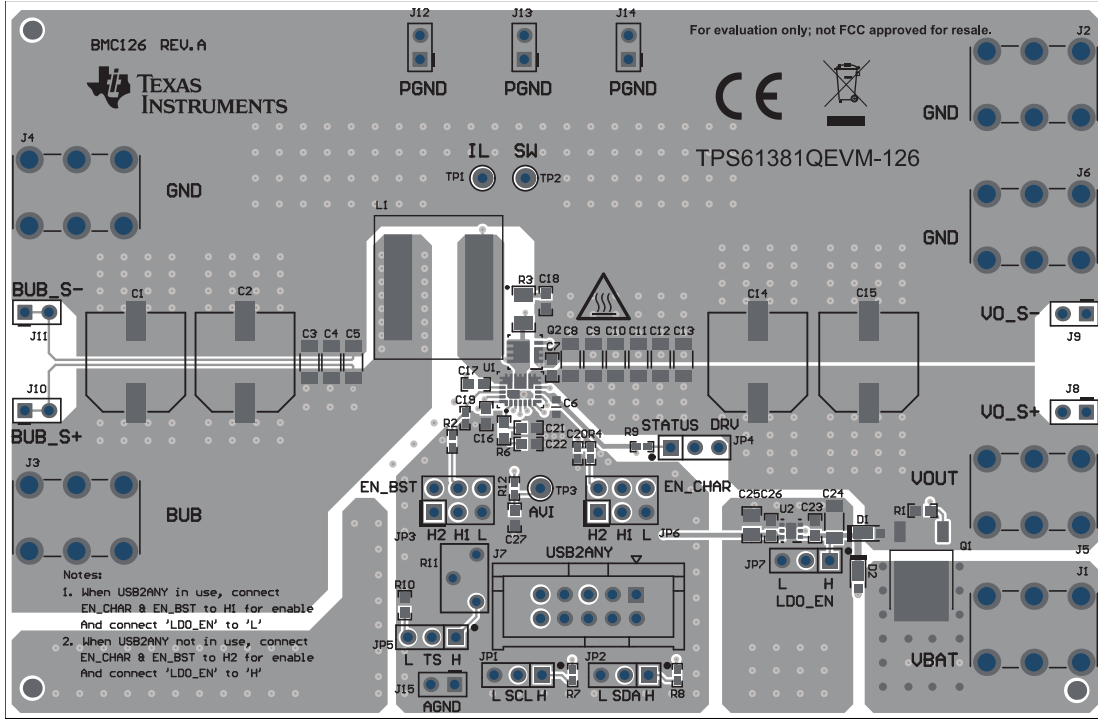 J12
J13
J14
BMC126 REV.A
For evaluation only; not FCC approved for resale.
J2
TEXAS
INSTRUMENTS
PGND
PGND
PGND
CE
GND
J4
IL SW
TPS61381QEVM-126
TP1
TP2
J6
GND
L1
GND
BUB_S-
C1
C2
R3
C18
C14
C15
VO_S-
J11
C3 C4 C5
Q2 C8 C9 C10 C11 C12 C13
J9
C7
U1
C17
J10
J8
BUB_S+
C19
C6
VO_S+
R2
C16
C21
R6
C22
C20 R4
R9
STATUS DRV
JP4
J3
VOUT
EN_BST
R12
TP3
EN_CHAR
C25 C26
U2
C23
C24
BUB
AVI
D1
R1
H2 H1 L
C27
H2 H1 L
JP6
Q1
JP3
J7
USB2ANY
JP7
L H
J5
R11
D2
J1
LDO_EN
Notes:
1. When USB2ANY in use, connect
EN_CHAR & EN_BST to H1 for enable
And connect 'LDO_EN' to 'L'
2. When USB2ANY not in use, connect
EN_CHAR & EN_BST to H2 for enable
And connect 'LDO_EN' to 'H'
R10
JP5
L TS H
VBAT
JP1
JP2
J15
L SCL H
R7
L SDA H
R8
AGND